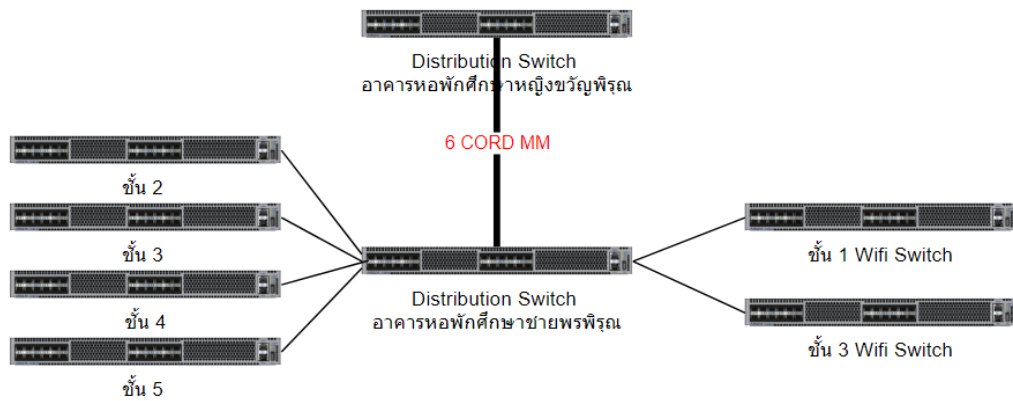 Distribution Switch
อาคารหอพักศึกษาหญิงขวัญพิรุณ
6 CORD MM
ชั้น 2
ชั้น 3
ชั้น 4
ชั้น 5
Distribution Switch
อาคารหอพักศึกษาชายพรพิรุณ
ชั้น 1 Wifi Switch
ชั้น 3 Wifi Switch